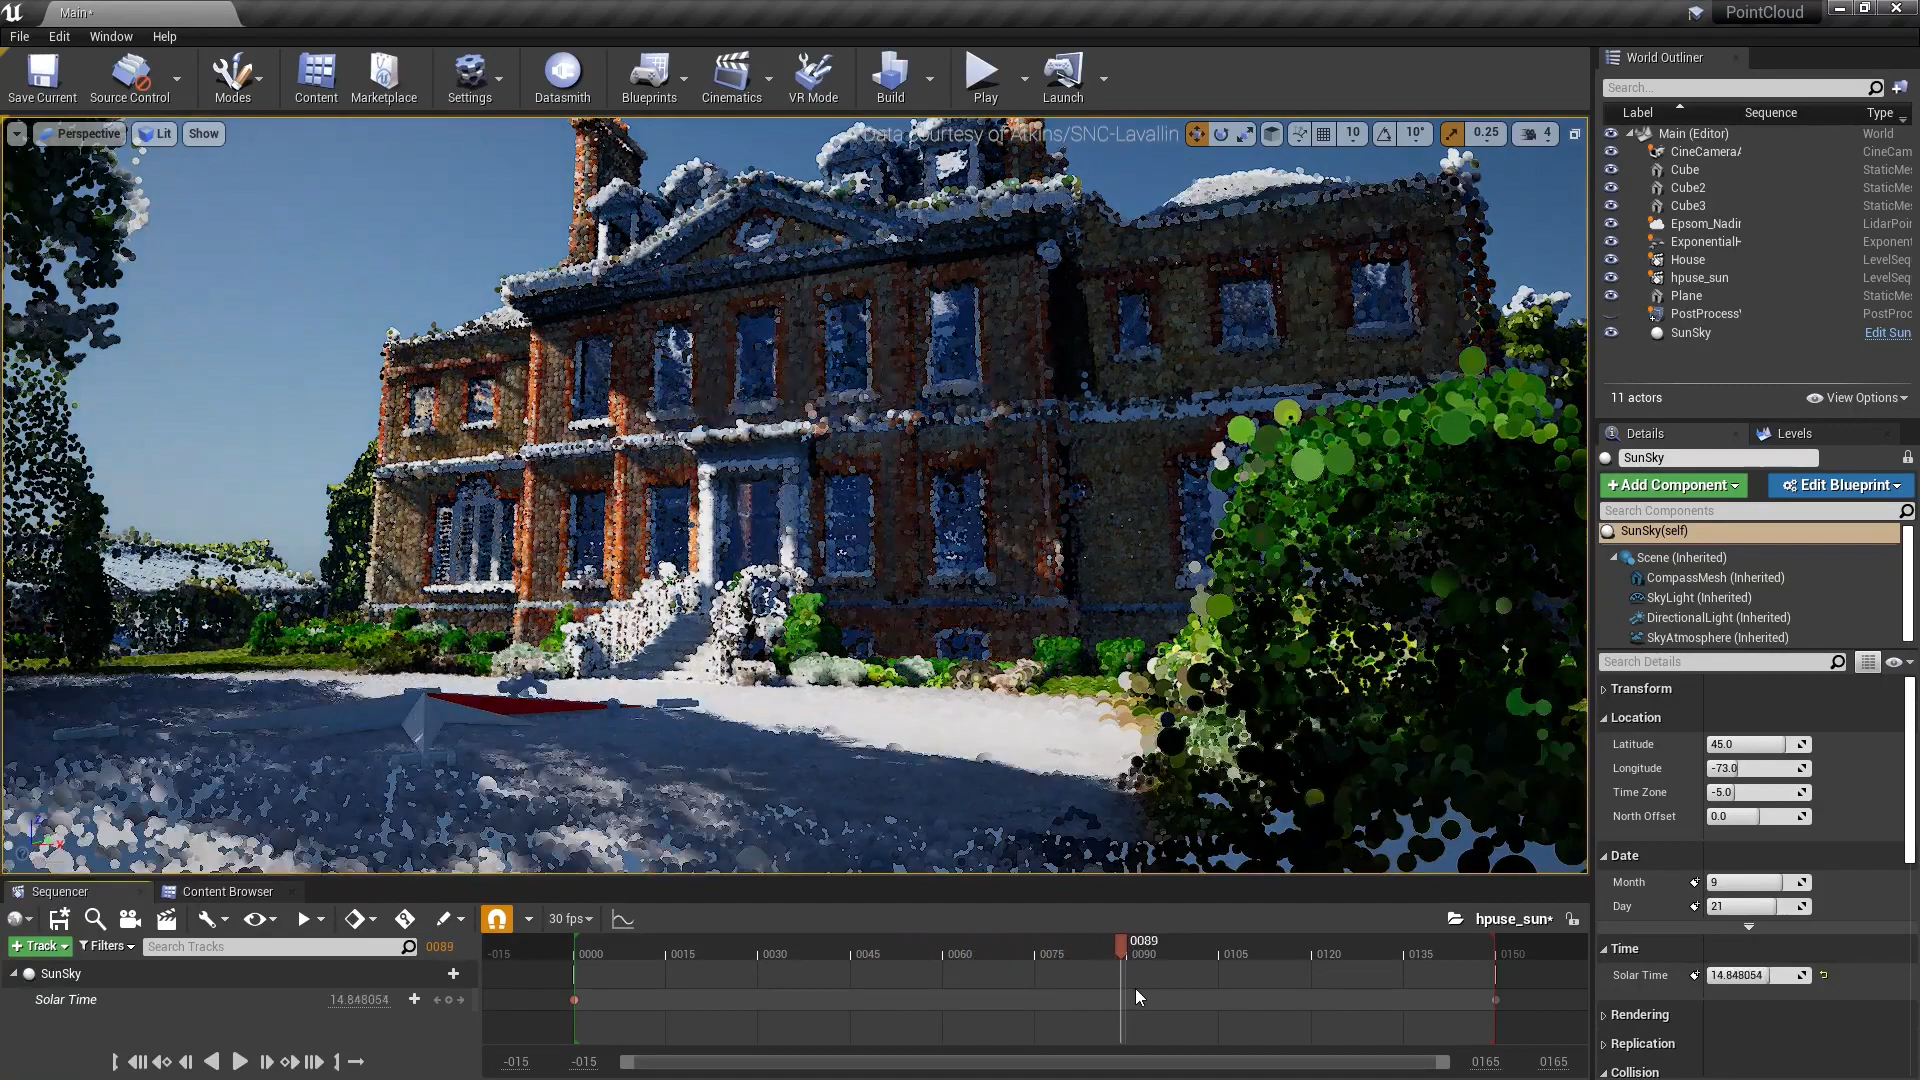 Main*
PointCloud
File Edit Window Help
Save Current
Source Control
Modes
Content
Marketplace
Settings
Datasmith
Blueprints
Cinematics
VR Mode
Build
Play
Launch
Perspective
Lit
Show
Data courtesy of Atkins/SNC-Lavallin
10
10°
0.25
4
World Outliner
Search...
Label Sequence Type
Main (Editor) World
CineCameraA CineCam
Cube StaticMe
Cube2 StaticMe
Cube3 StaticMe
Epsom_Nadir LidarPoi
ExponentialH Exponent
House LevelSeq
hpuse_sun LevelSeq
Plane StaticMe
PostProcess PostProc
SunSky Edit Sun
11 actors
View Options
Details
Levels
SunSky
+Add Component
Edit Blueprint
Search Components
SunSky(self)
Scene (Inherited)
CompassMesh (Inherited)
SkyLight (Inherited)
DirectionalLight (Inherited)
SkyAtmosphere (Inherited)
Search Details
Transform
Location
Latitude 45.0
Longitude -73.0
Time Zone -5.0
North Offset 0.0
Date
Month 9
Day 21
Time
Solar Time 14.848054
Rendering
Replication
Collision
Sequencer
Content Browser
30 fps
hpuse_sun*
+ Track
Filters
Search Tracks
0089
SunSky
Solar Time 14.848054
0089
-015 0000 0015 0030 0045 0060 0075 0090 0105 0120 0135 0150
-015 -015 0165 0165